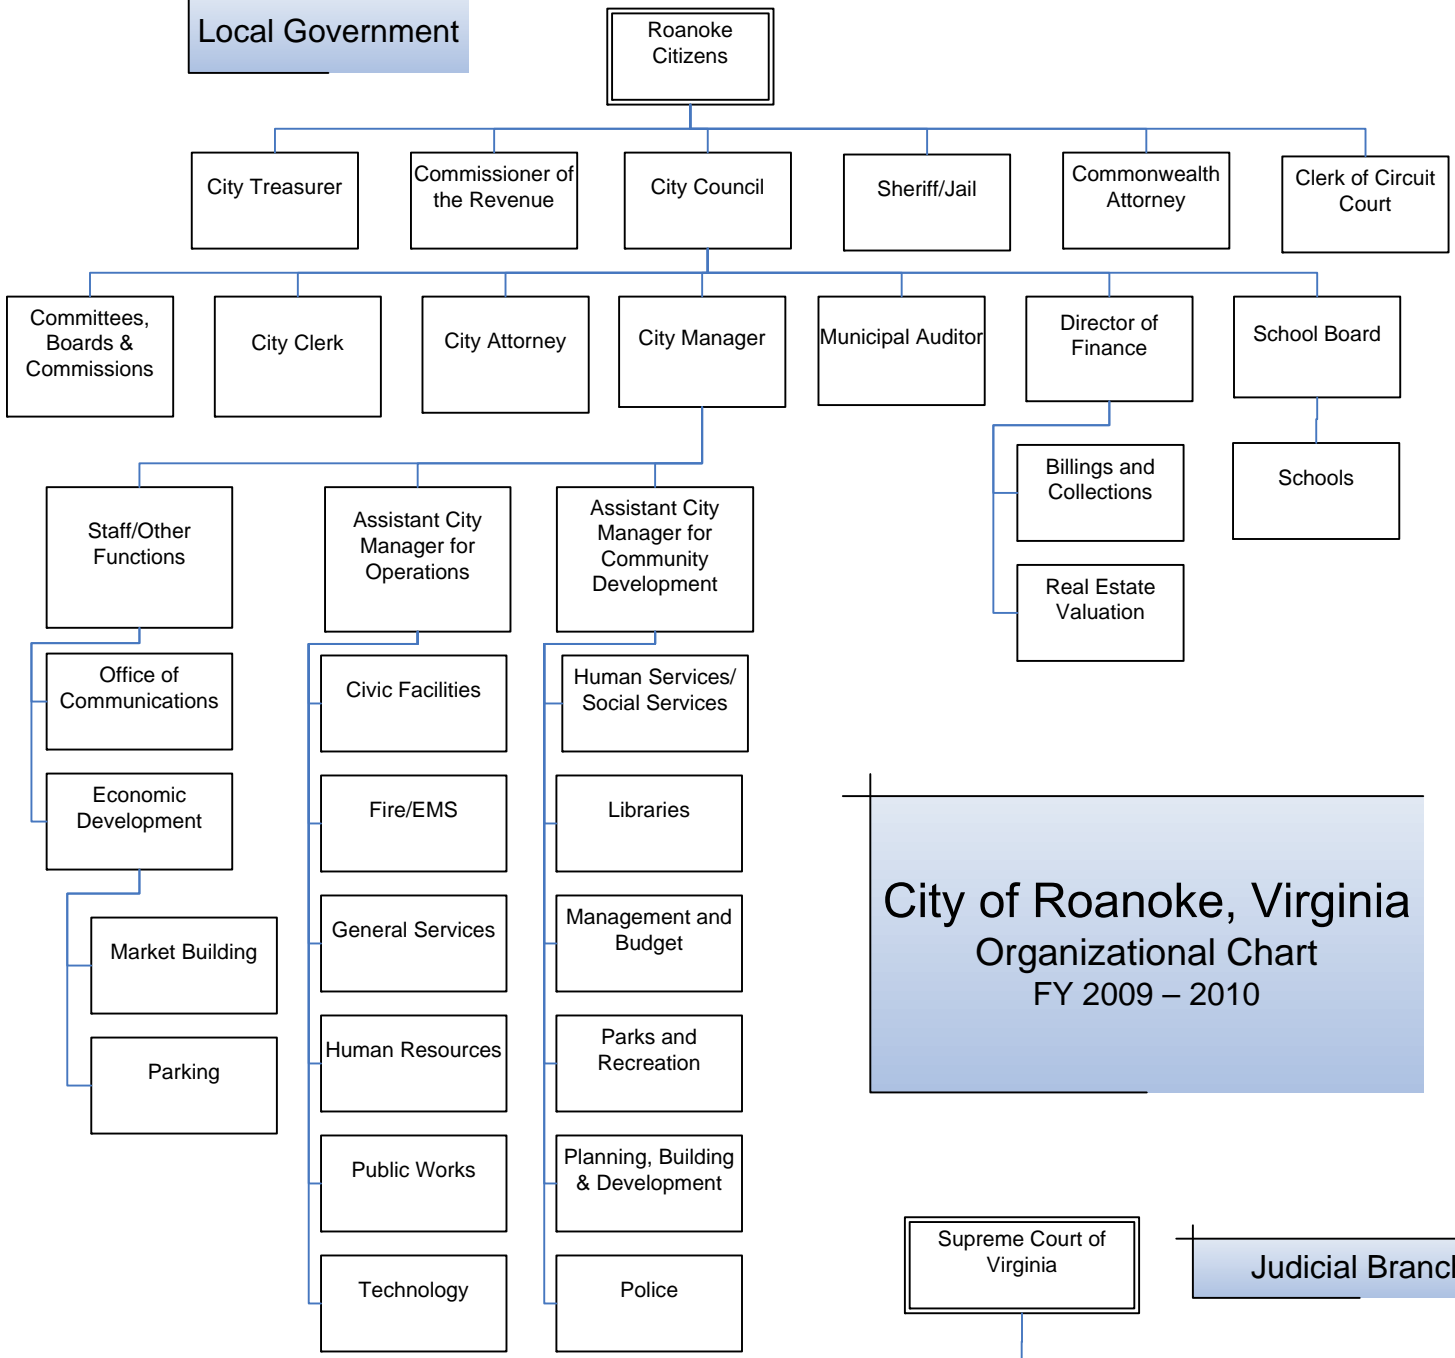 Local Government
Roanoke
Citizens
City Treasurer
Commissioner of
the Revenue
City Council
Sheriff/Jail
Commonwealth
Attorney
Clerk of Circuit
Court
Committees,
Boards &
Commissions
City Clerk
City Attorney
City Manager
Municipal Auditor
Director of
Finance
School Board
Billings and
Collections
Schools
Real Estate
Valuation
Staff/Other
Functions
Assistant City
Manager for
Operations
Assistant City
Manager for
Community
Development
Office of
Communications
Civic Facilities
Human Services/
Social Services
Economic
Development
Fire/EMS
Libraries
Market Building
General Services
Management and
Budget
Parking
Human Resources
Parks and
Recreation
Public Works
Planning, Building
& Development
Technology
Police
City of Roanoke, Virginia
Organizational Chart
FY 2009 – 2010
Supreme Court of
Virginia
Judicial Branch